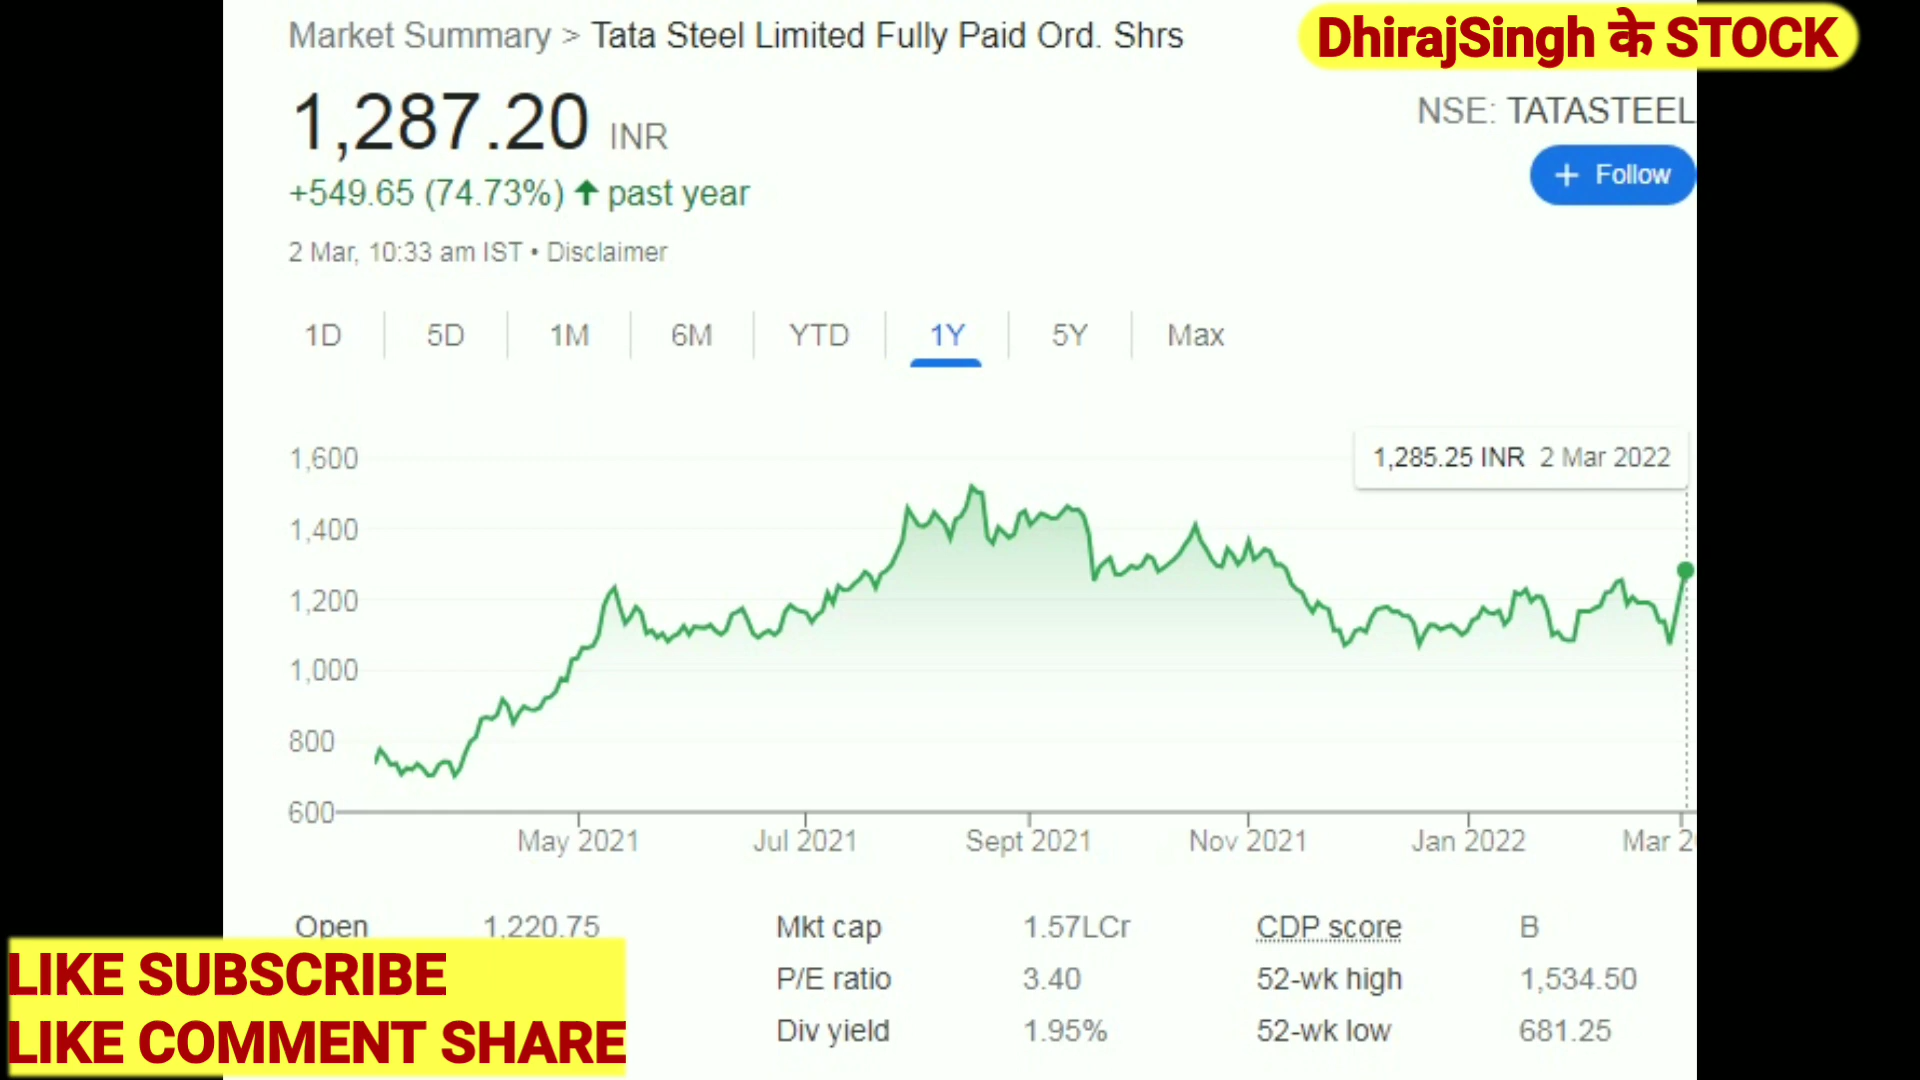 Market Summary > Tata Steel Limited Fully Paid Ord. Shrs
DhirajSingh के STOCK
1,287.20 INR
NSE: TATASTEEL
+ Follow
+549.65 (74.73%) ↑ past year
2 Mar, 10:33 am IST • Disclaimer
1D 5D 1M 6M YTD 1Y 5Y Max
1,285.25 INR 2 Mar 2022
1,600
1,400
1,200
1,000
800
600
May 2021 Jul 2021 Sept 2021 Nov 2021 Jan 2022 Mar 2
Open 1,220.75 Mkt cap 1.57LCr CDP score B
P/E ratio 3.40 52-wk high 1,534.50
Div yield 1.95% 52-wk low 681.25
LIKE SUBSCRIBE
LIKE COMMENT SHARE